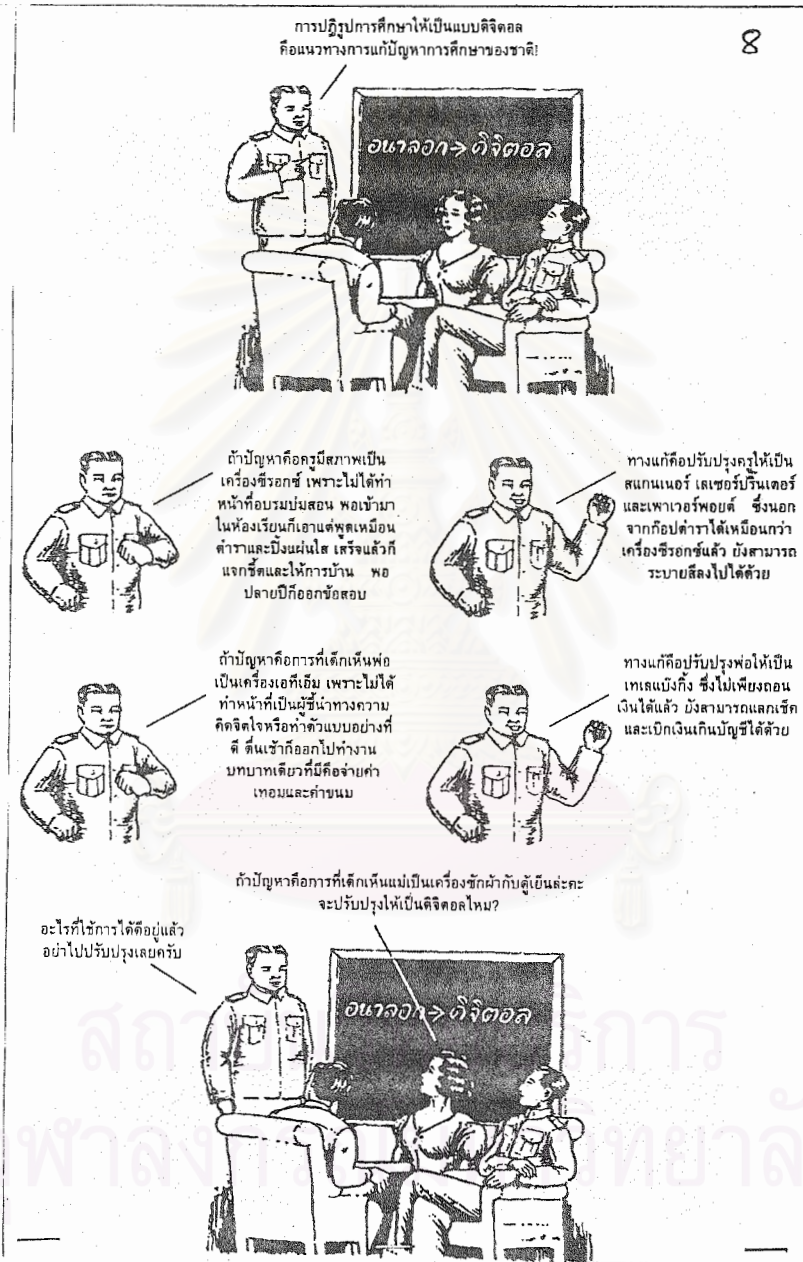 8
การปฏิรูปการศึกษาให้เป็นแบบดิจิตอล
คือแนวทางการแก้ปัญหาการศึกษาของชาติ!
อนาลอก→ดิจิตอล
ถ้าปัญหาคือครูมีสภาพเป็น
เครื่องซีรอกซ์ เพราะไม่ได้ทำ
หน้าที่อบรมบ่มสอน พอเข้ามา
ในห้องเรียนก็เอาแต่พูดเหมือน
ตำราและปิ้งแผ่นใส เสร็จแล้วก็
แจกชีตและให้การบ้าน พอ
ปลายปีก็ออกข้อสอบ
ทางแก้คือปรับปรุงครูให้เป็น
สแกนเนอร์ เลเซอร์ปริ้นเตอร์
และเพาเวอร์พอยต์ ซึ่งนอก
จากก๊อปตำราได้เหมือนกว่า
เครื่องซีรอกซ์แล้ว ยังสามารถ
ระบายสีลงไปได้ด้วย
ถ้าปัญหาคือการที่เด็กเห็นพ่อ
เป็นเครื่องเอทีเอ็ม เพราะไม่ได้
ทำหน้าที่เป็นผู้ชี้นำทางความ
คิดจิตใจหรือทำตัวแบบอย่างที่
ดี ตื่นเช้าก็ออกไปทำงาน
บทบาทเดียวที่มีคือจ่ายค่า
เทอมและค่าขนม
ทางแก้คือปรับปรุงพ่อให้เป็น
เทเลแบ๊งกิ้ง ซึ่งไม่เพียงถอน
เงินได้แล้ว ยังสามารถแลกเช็ค
และเบิกเงินเกินบัญชีได้ด้วย
ถ้าปัญหาคือการที่เด็กเห็นแม่เป็นเครื่องซักผ้ากับตู้เย็นล่ะคะ
จะปรับปรุงให้เป็นดิจิตอลไหม?
อะไรที่ใช้การได้ดีอยู่แล้ว
อย่าไปปรับปรุงเลยครับ
อนาลอก→ดิจิตอล